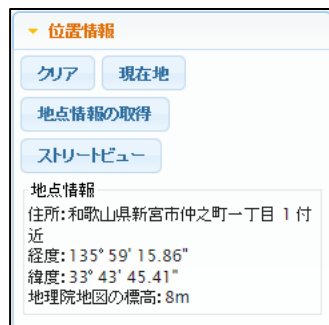 位置情報
クリア 現在地
地点情報の取得
ストリートビュー
地点情報
住所:和歌山県新宮市仲之町一丁目 1 付
近
経度:135° 59' 15.86"
緯度:33° 43' 45.41"
地理院地図の標高:8m